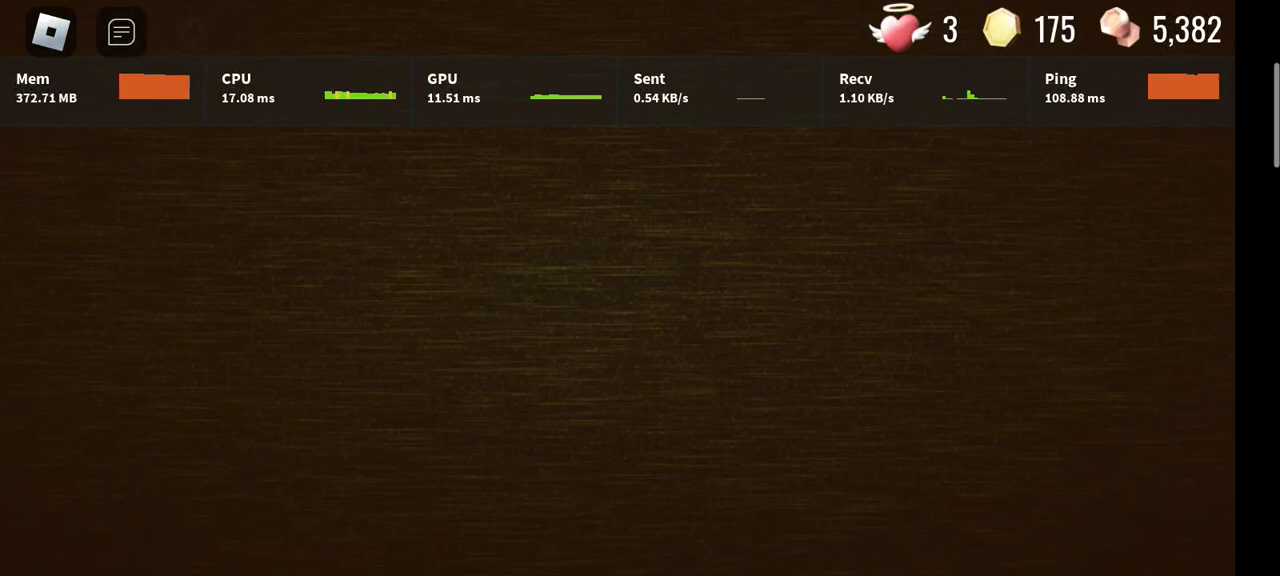 3 175 5,382
Mem CPU GPU Sent Recv Ping
372.71 MB 17.08 ms 11.51 ms 0.54 KB/s 1.10 KB/s 108.88 ms